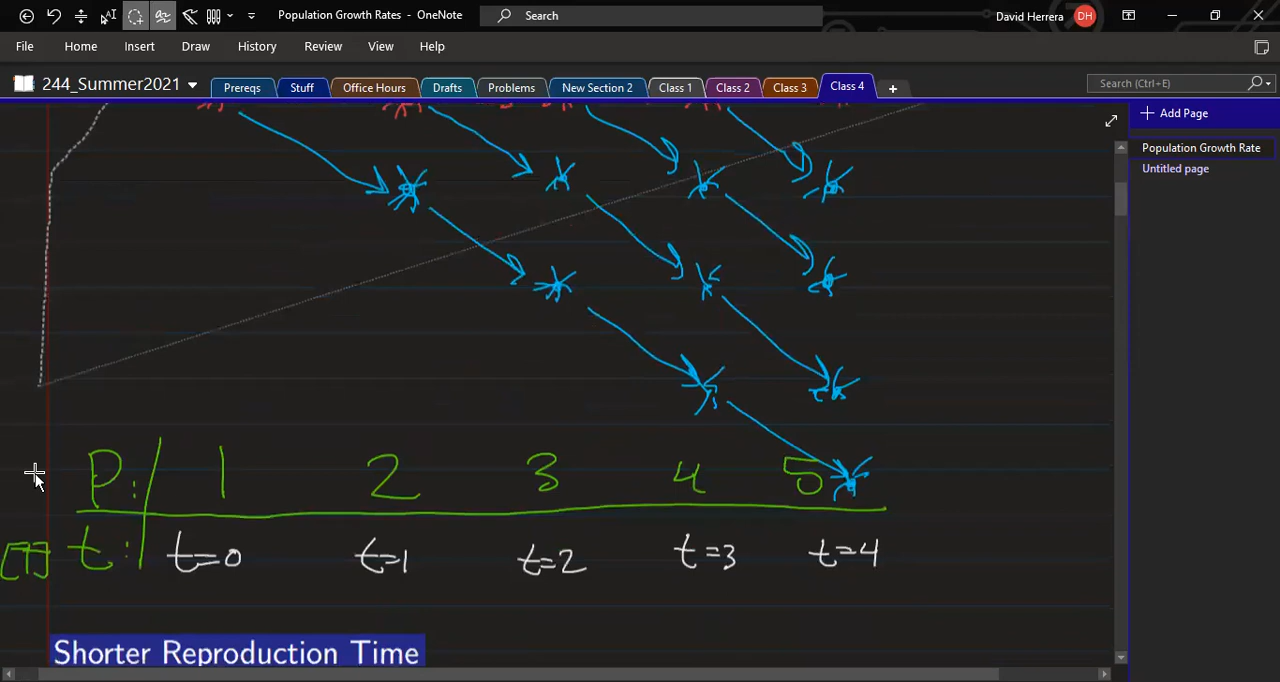 Population Growth Rates - OneNote
Search
David Herrera DH
File Home Insert Draw History Review View Help
244_Summer2021
Prereqs Stuff Office Hours Drafts Problems New Section 2 Class 1 Class 2 Class 3 Class 4
Search (Ctrl+E)
Add Page
Population Growth Rate
Untitled page
P: 1 2 3 4 5
[T] t: t=0 t=1 t=2 t=3 t=4
Shorter Reproduction Time